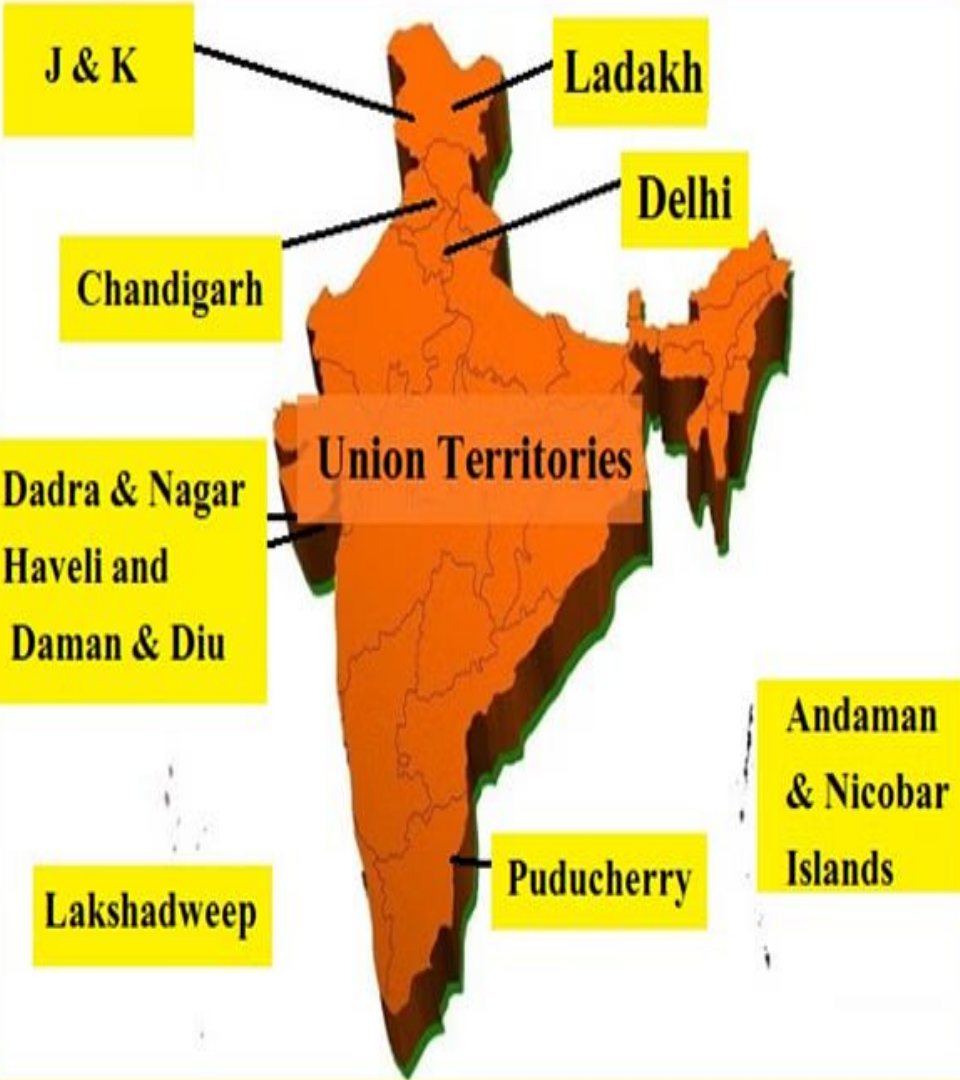 J & K
Ladakh
Delhi
Chandigarh
Union Territories
Dadra & Nagar
Haveli and
Daman & Diu
Andaman
& Nicobar
Islands
Puducherry
Lakshadweep